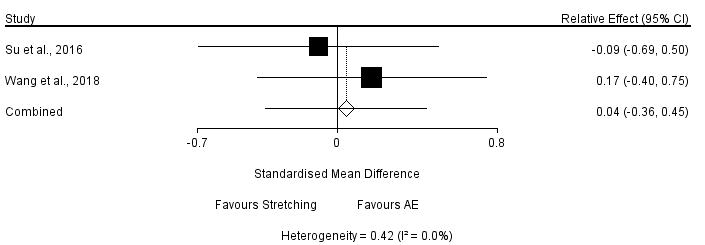 Study Relative Effect (95% CI)
Su et al., 2016 -0.09 (-0.69, 0.50)
Wang et al., 2018 0.17 (-0.40, 0.75)
Combined 0.04 (-0.36, 0.45)
-0.7 0 0.8
Standardised Mean Difference
Favours Stretching Favours AE
Heterogeneity = 0.42 (I² = 0.0%)